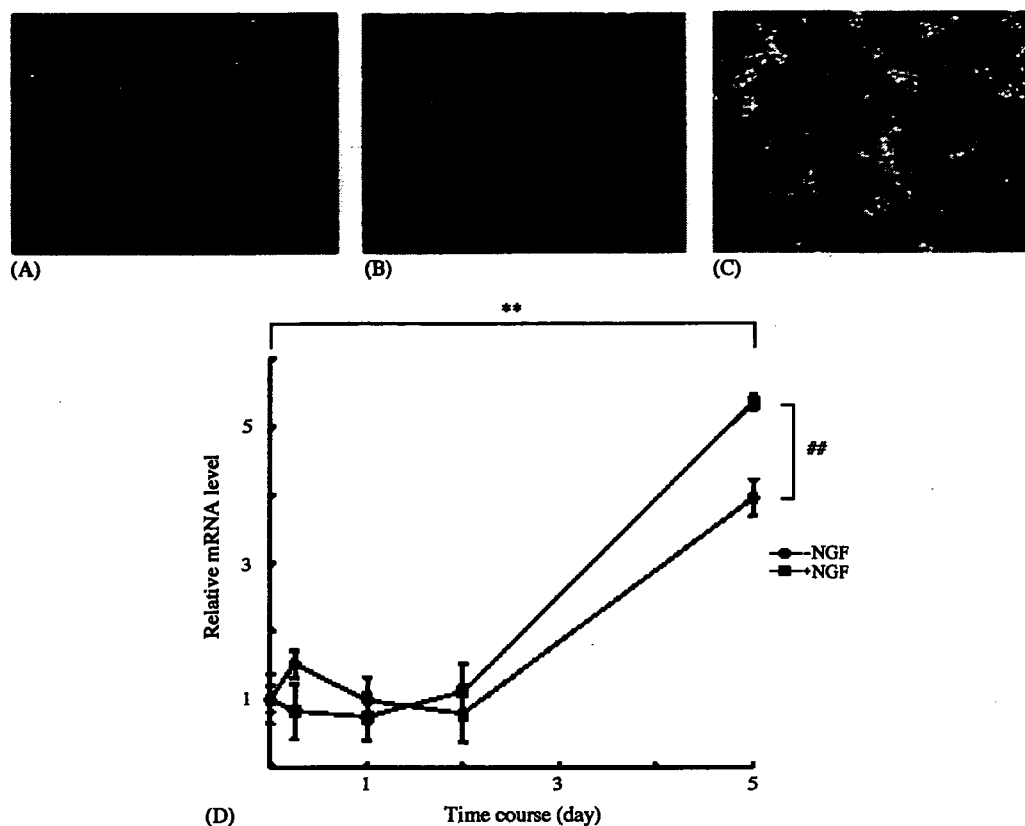 (A)
(B)
(C)
**
5
##
Relative mRNA level
3
-NGF
+NGF
1
1
3
5
(D)
Time course (day)